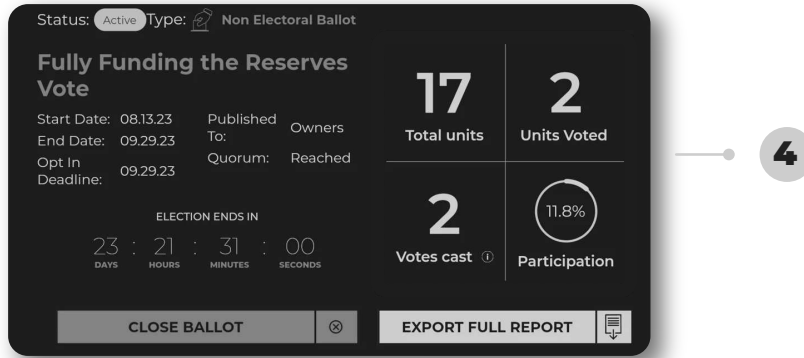 Status: Active Type: Non Electoral Ballot
Fully Funding the Reserves
Vote
Start Date: 08.13.23
End Date: 09.29.23
Opt In
Deadline: 09.29.23
Published
To: Owners
Quorum: Reached
ELECTION ENDS IN
23 : 21 : 31 : 00
DAYS HOURS MINUTES SECONDS
17
Total units
2
Units Voted
2
Votes cast i
11.8%
Participation
CLOSE BALLOT
EXPORT FULL REPORT
4